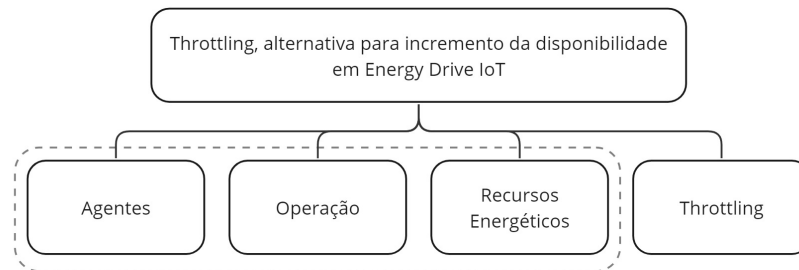 Throttling, alternativa para incremento da disponibilidade
em Energy Drive IoT
Agentes
Operação
Recursos
Energéticos
Throttling